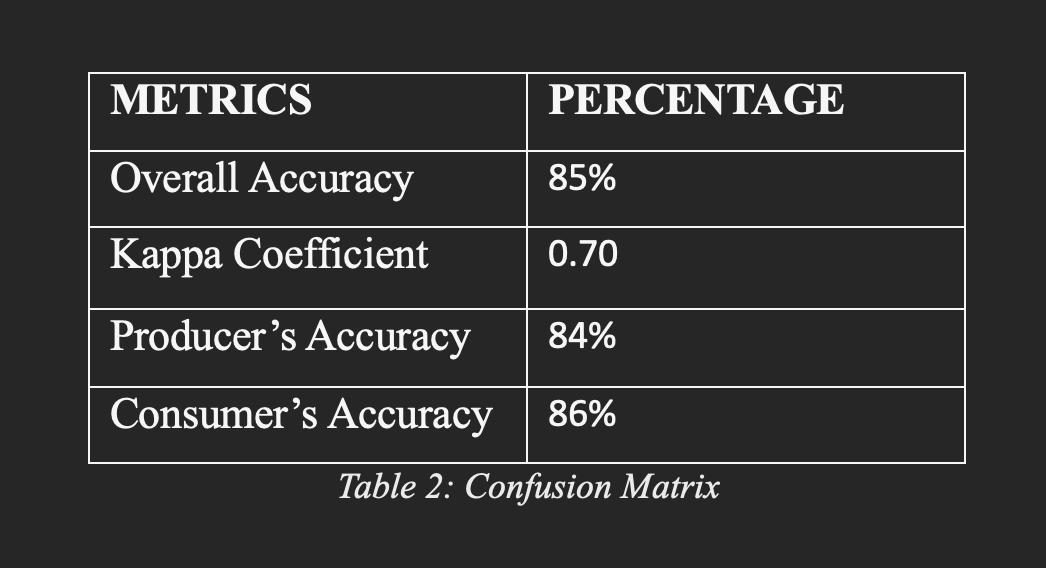 METRICS PERCENTAGE
Overall Accuracy 85%
Kappa Coefficient 0.70
Producer’s Accuracy 84%
Consumer’s Accuracy 86%
Table 2: Confusion Matrix